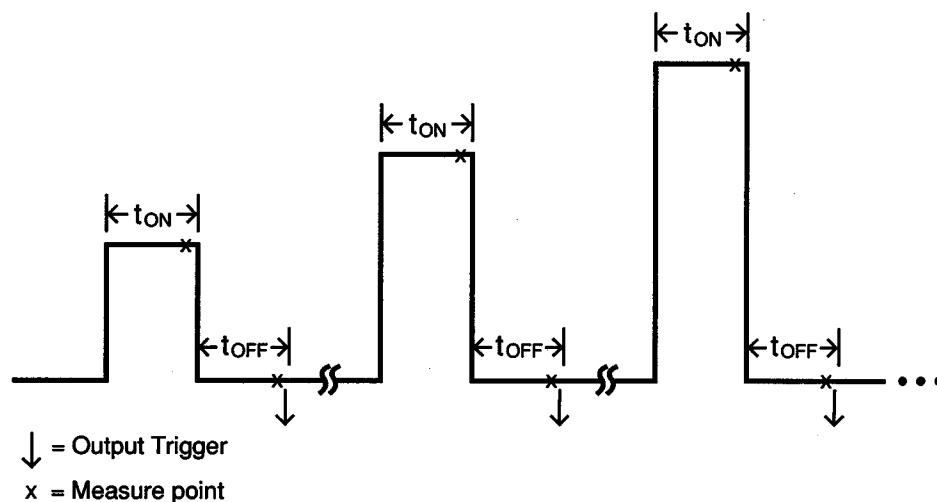 tON
tON
tON
tOFF
tOFF
tOFF
↓ = Output Trigger
x = Measure point